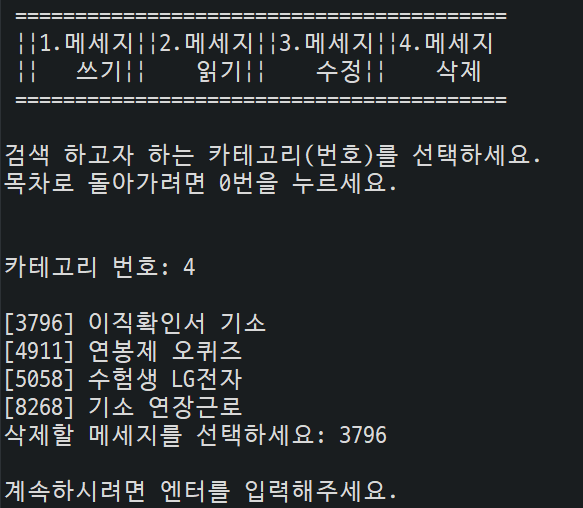 =========================================
¦¦1.메세지¦¦2.메세지¦¦3.메세지¦¦4.메세지
¦¦   쓰기¦¦    읽기¦¦    수정¦¦    삭제
=========================================
검색 하고자 하는 카테고리(번호)를 선택하세요.
목차로 돌아가려면 0번을 누르세요.
카테고리 번호: 4
[3796] 이직확인서 기소
[4911] 연봉제 오퀴즈
[5058] 수험생 LG전자
[8268] 기소 연장근로
삭제할 메세지를 선택하세요: 3796
계속하시려면 엔터를 입력해주세요.